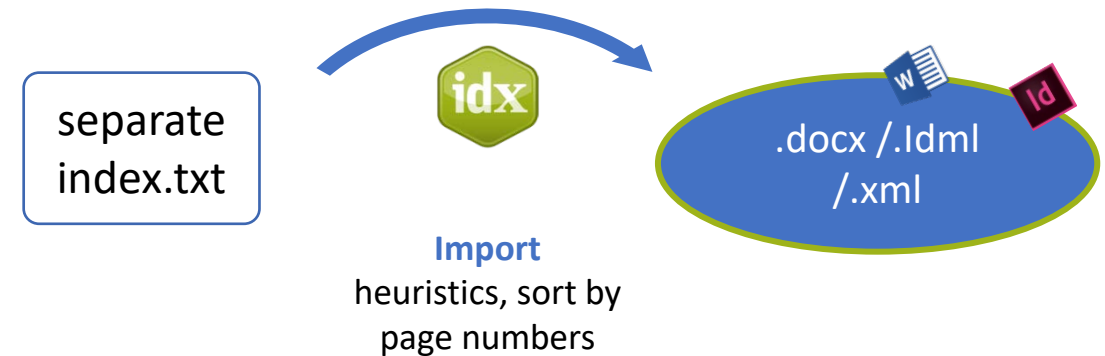 separate
index.txt
idx
Import
heuristics, sort by
page numbers
W
Id
.docx /.Idml
/.xml